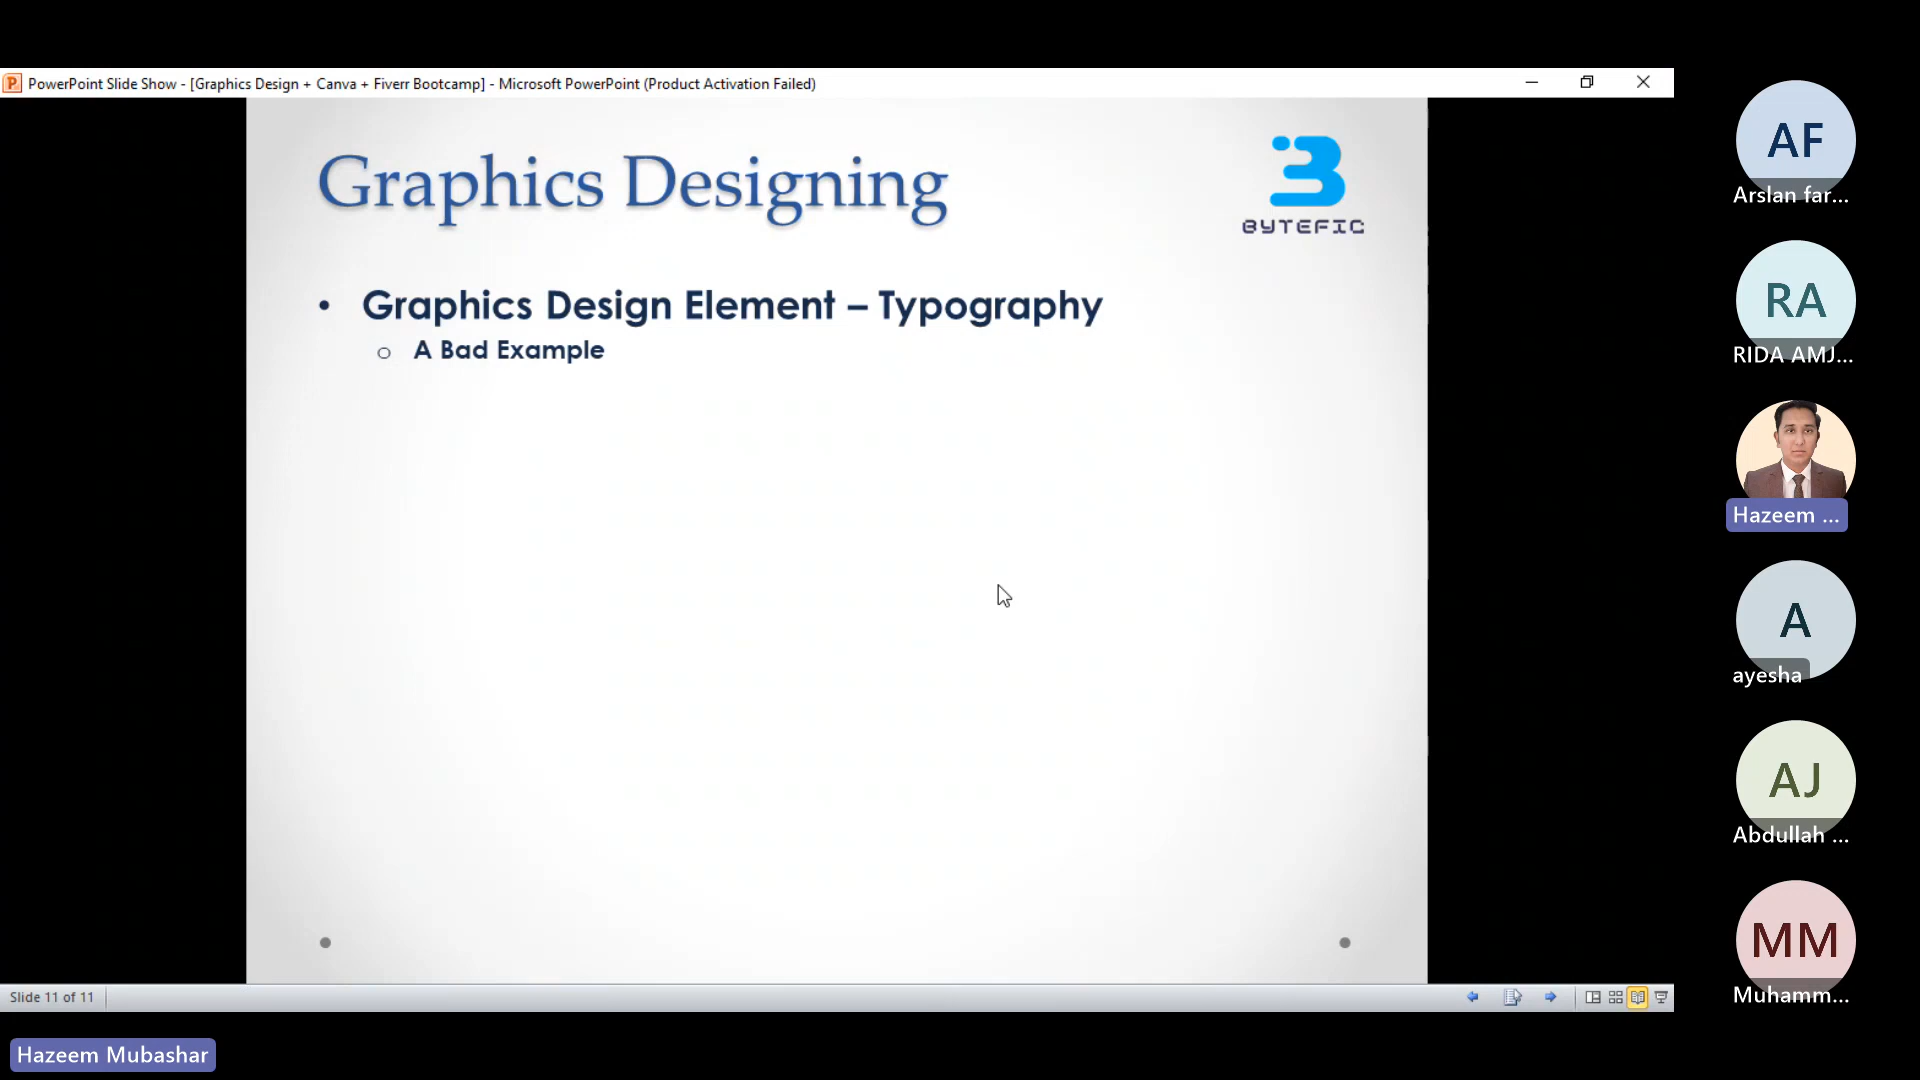 PowerPoint Slide Show - [Graphics Design + Canva + Fiverr Bootcamp] - Microsoft PowerPoint (Product Activation Failed)
Graphics Designing
BYTEFIC
• Graphics Design Element – Typography
o A Bad Example
Slide 11 of 11
Hazeem Mubashar
AF
Arslan far...
RA
RIDA AMJ...
Hazeem ...
A
ayesha
AJ
Abdullah ...
MM
Muhamm...